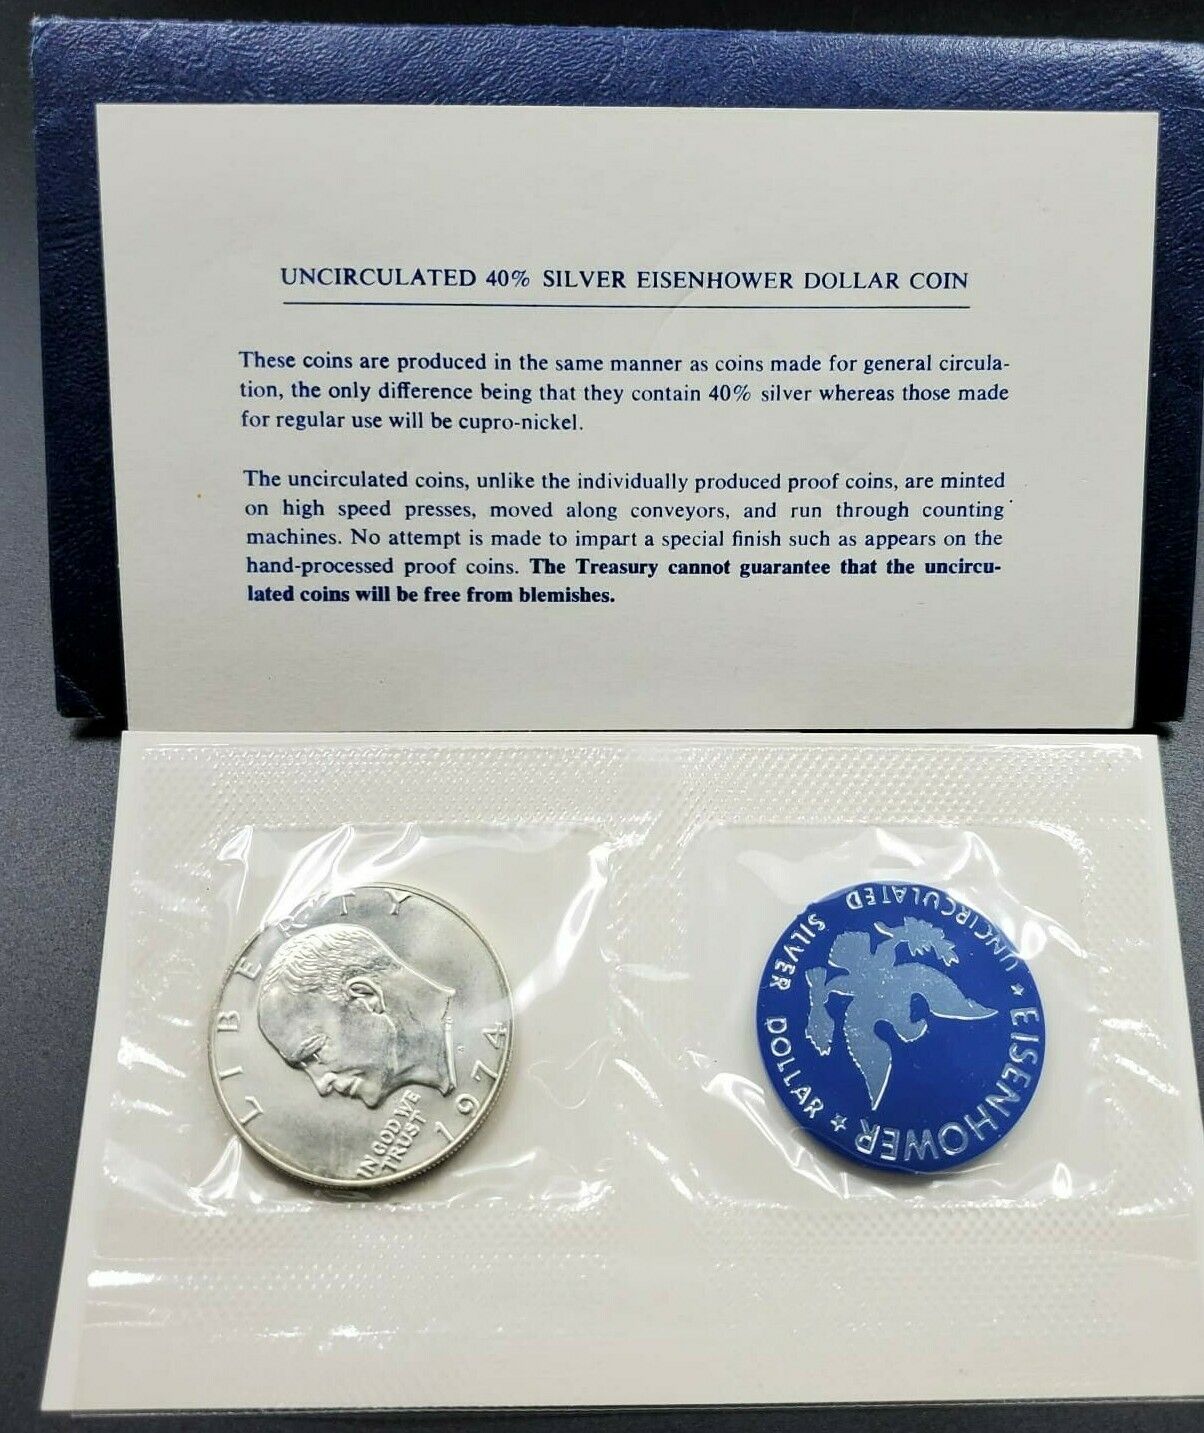 UNCIRCULATED 40% SILVER EISENHOWER DOLLAR COIN
These coins are produced in the same manner as coins made for general circula-
tion, the only difference being that they contain 40% silver whereas those made
for regular use will be cupro-nickel.
The uncirculated coins, unlike the individually produced proof coins, are minted
on high speed presses, moved along conveyors, and run through counting
machines. No attempt is made to impart a special finish such as appears on the
hand-processed proof coins. The Treasury cannot guarantee that the uncircu-
lated coins will be free from blemishes.
LIBERTY
IN GOD WE
TRUST
1974
EISENHOWER
UNCIRCULATED SILVER DOLLAR